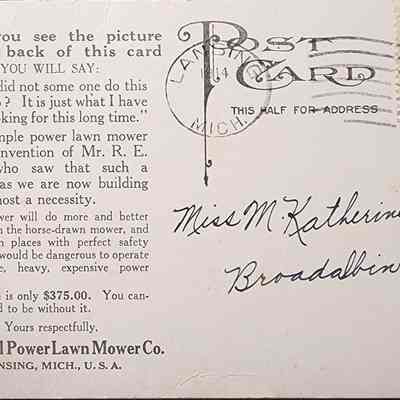 you see the picture
back of this card
YOU WILL SAY:
did not some one do this
? It is just what I have
king for this long time."
mple power lawn mower
nvention of Mr. R. E.
who saw that such a
as we are now building
most a necessity.
wer will do more and better
n the horse-drawn mower, and
n places with perfect safety
would be dangerous to operate
e, heavy, expensive power
is only $375.00. You can-
d to be without it.
Yours respectfully,
l Power Lawn Mower Co.
NSING, MICH., U. S. A.
POST
CARD
THIS HALF FOR ADDRESS
LANSING
MICH.
Miss M. Katherine
Broadalbin